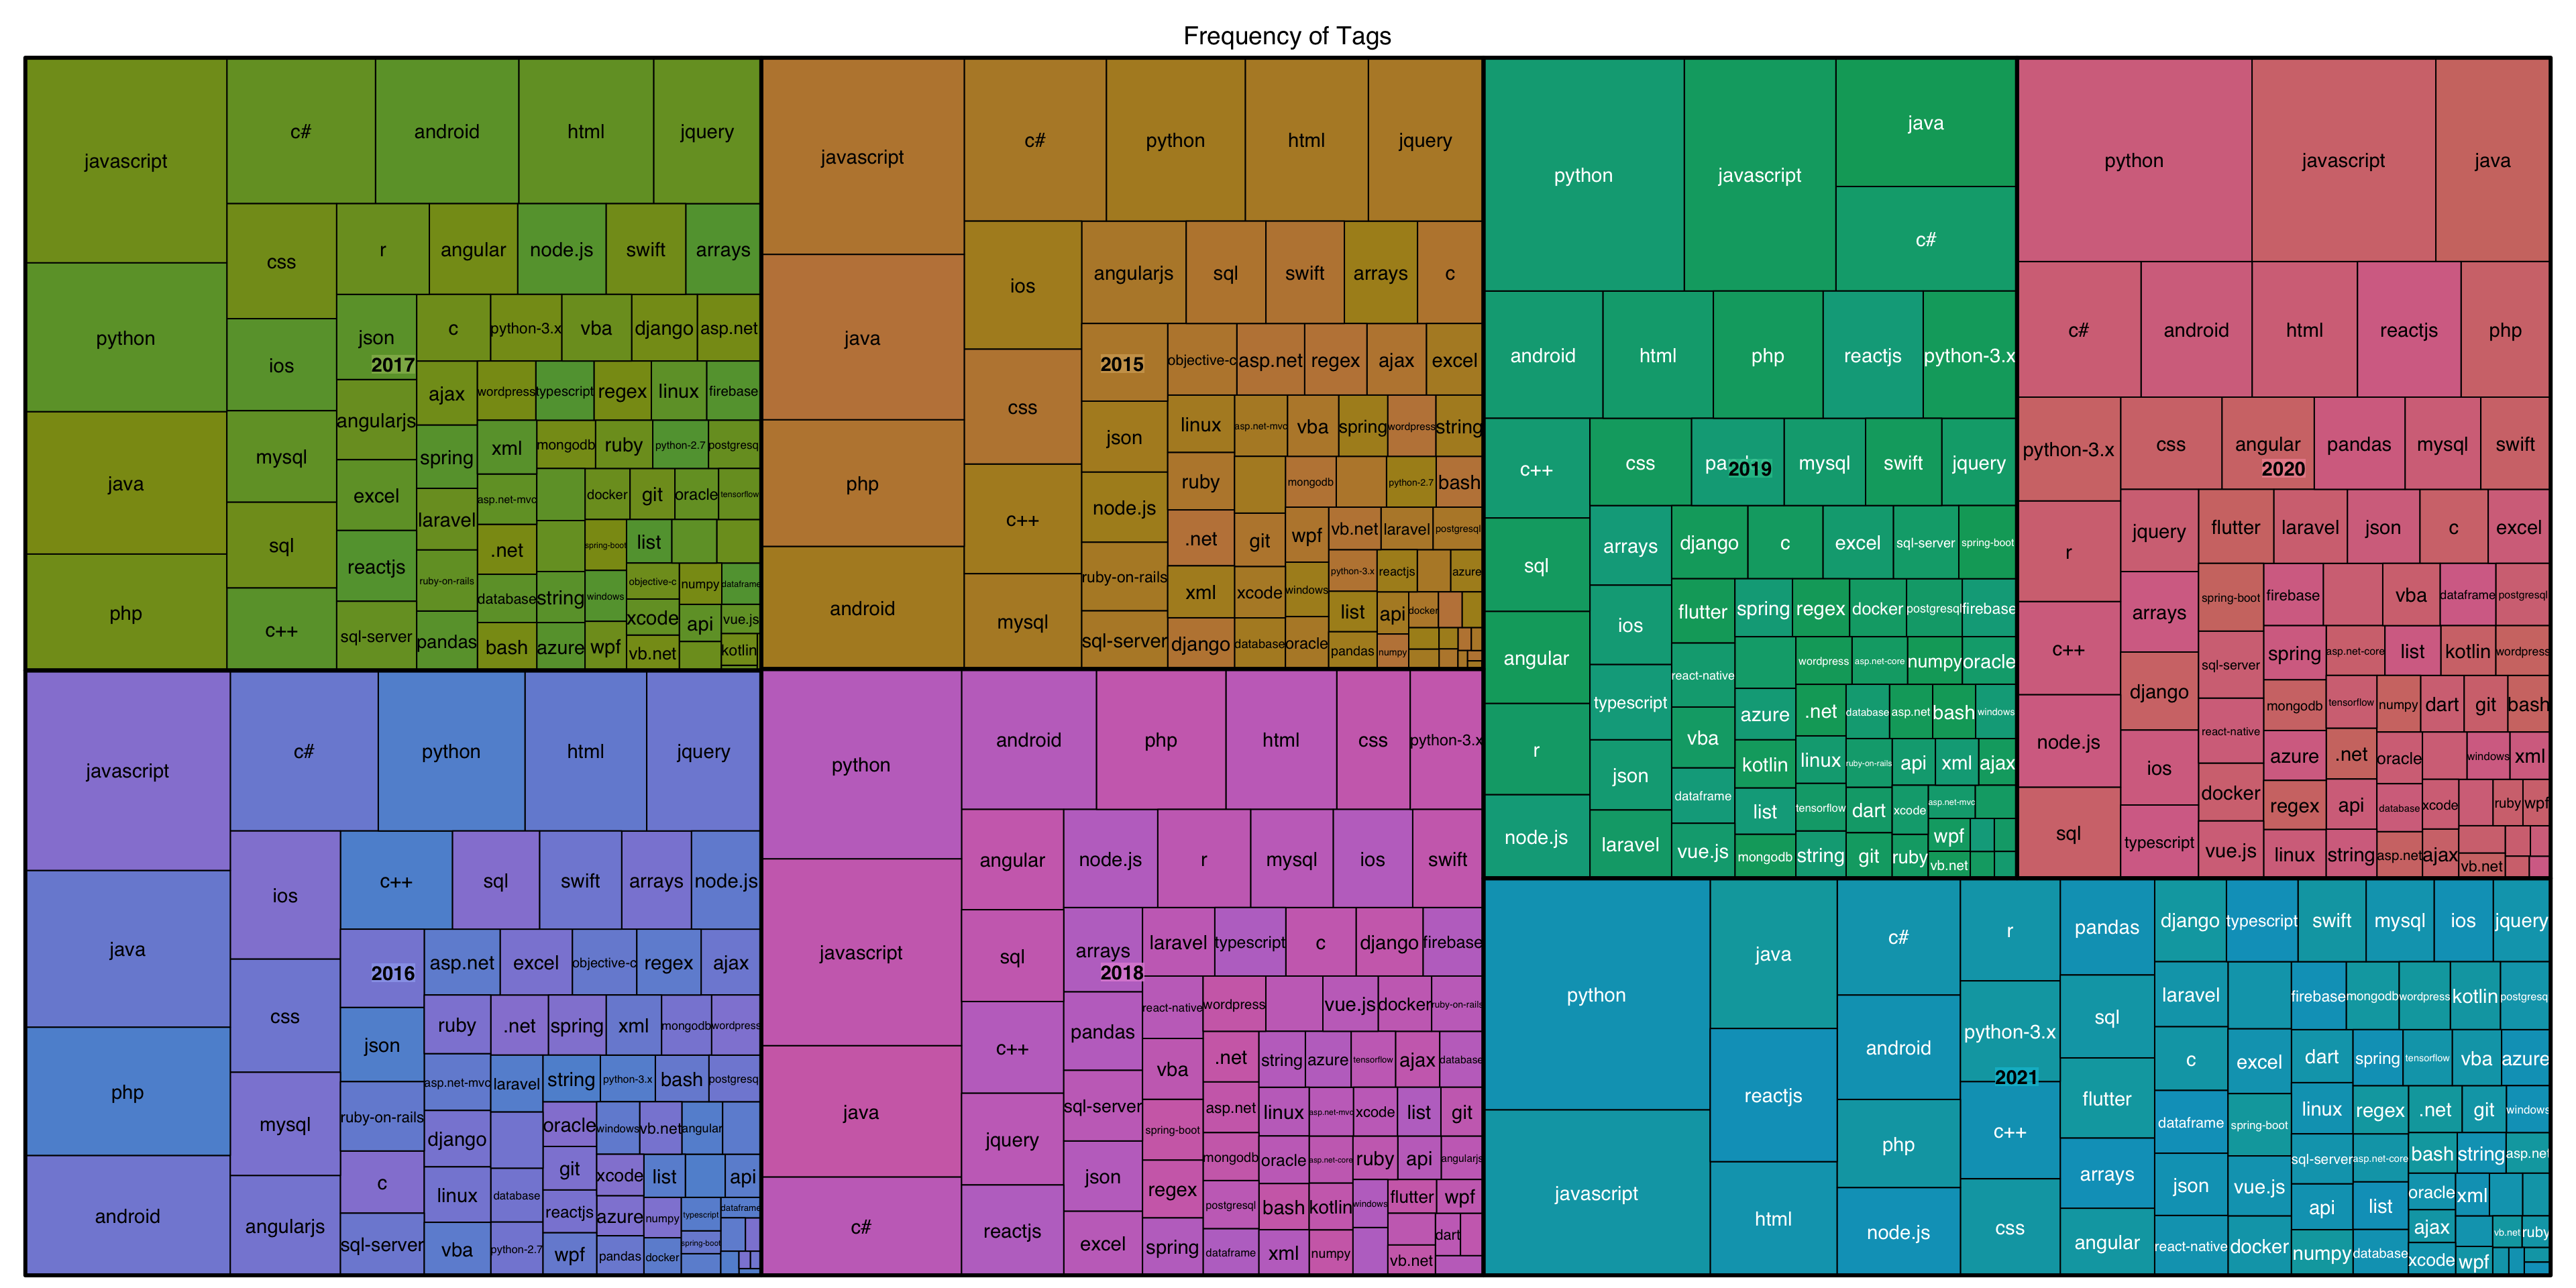 Frequency of Tags
javascript
c#
android
html
jquery
python
java
php
css
ios
mysql
sql
c++
r
angular
node.js
swift
arrays
json
2017
angularjs
excel
reactjs
sql-server
c
python-3.x
vba
django
asp.net
ajax
wordpress
typescript
regex
linux
firebase
spring
xml
mongodb
ruby
python-2.7
laravel
asp.net-mvc
docker
git
oracle
tensorflow
.net
spring-boot
list
ruby-on-rails
database
string
windows
objective-c
numpy
dataframe
pandas
bash
azure
wpf
xcode
api
vue.js
vb.net
kotlin
javascript
java
php
android
c#
python
html
jquery
ios
css
c++
mysql
angularjs
sql
swift
arrays
c
2015
json
node.js
ruby-on-rails
sql-server
objective-c
asp.net
regex
ajax
excel
linux
asp.net-mvc
vba
spring
wordpress
string
ruby
mongodb
python-2.7
bash
.net
git
wpf
vb.net
laravel
postgresql
xml
xcode
windows
python-3.x
reactjs
azure
list
api
docker
django
database
oracle
pandas
numpy
python
javascript
java
c#
android
html
php
reactjs
python-3.x
c++
css
2019
mysql
swift
jquery
sql
arrays
django
c
excel
sql-server
spring-boot
angular
ios
flutter
spring
regex
docker
postgresql
firebase
r
typescript
react-native
wordpress
asp.net-core
numpy
oracle
vba
azure
.net
database
asp.net
bash
windows
node.js
json
dataframe
kotlin
linux
ruby-on-rails
api
xml
ajax
laravel
vue.js
list
tensorflow
dart
xcode
asp.net-mvc
mongodb
string
git
ruby
wpf
vb.net
python
javascript
java
c#
android
html
reactjs
php
python-3.x
css
angular
2020
pandas
mysql
swift
r
jquery
flutter
laravel
json
c
excel
c++
arrays
spring-boot
firebase
vba
dataframe
postgresql
node.js
django
sql-server
spring
asp.net-core
list
kotlin
wordpress
sql
ios
react-native
mongodb
tensorflow
numpy
dart
git
bash
typescript
docker
azure
.net
oracle
windows
xml
vue.js
regex
api
database
xcode
ruby
wpf
linux
string
asp.net
ajax
vb.net
javascript
java
php
android
c#
python
html
jquery
ios
css
mysql
angularjs
c++
sql
swift
arrays
node.js
2016
json
ruby-on-rails
c
sql-server
asp.net
excel
objective-c
regex
ajax
ruby
.net
spring
xml
mongodb
wordpress
asp.net-mvc
laravel
string
python-3.x
bash
django
oracle
windows
vb.net
angular
linux
database
git
xcode
list
api
vba
python-2.7
reactjs
azure
numpy
typescript
dataframe
wpf
pandas
docker
spring-boot
python
javascript
java
c#
android
php
html
css
python-3.x
angular
sql
c++
jquery
reactjs
node.js
r
mysql
ios
swift
arrays
2018
pandas
sql-server
json
excel
laravel
typescript
c
django
firebase
react-native
wordpress
vue.js
docker
ruby-on-rails
vba
.net
string
azure
tensorflow
ajax
database
spring-boot
asp.net
linux
asp.net-mvc
xcode
list
git
regex
mongodb
oracle
asp.net-core
ruby
api
angularjs
spring
postgresql
bash
kotlin
windows
flutter
wpf
dataframe
xml
numpy
vb.net
dart
python
javascript
java
reactjs
html
c#
android
php
node.js
r
python-3.x
2021
c++
css
pandas
sql
flutter
arrays
angular
django
typescript
swift
mysql
ios
jquery
laravel
firebase
mongodb
wordpress
kotlin
c
excel
dart
spring
tensorflow
vba
azure
dataframe
spring-boot
linux
regex
.net
git
windows
json
vue.js
sql-server
asp.net-core
bash
string
react-native
docker
api
list
oracle
xml
ajax
vb.net
ruby
numpy
database
xcode
wpf